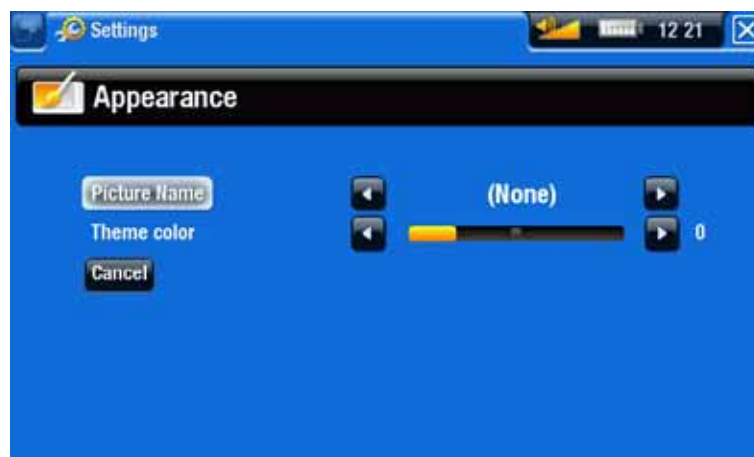 Settings
12 21
Appearance
Picture Name
(None)
Theme color
0
Cancel